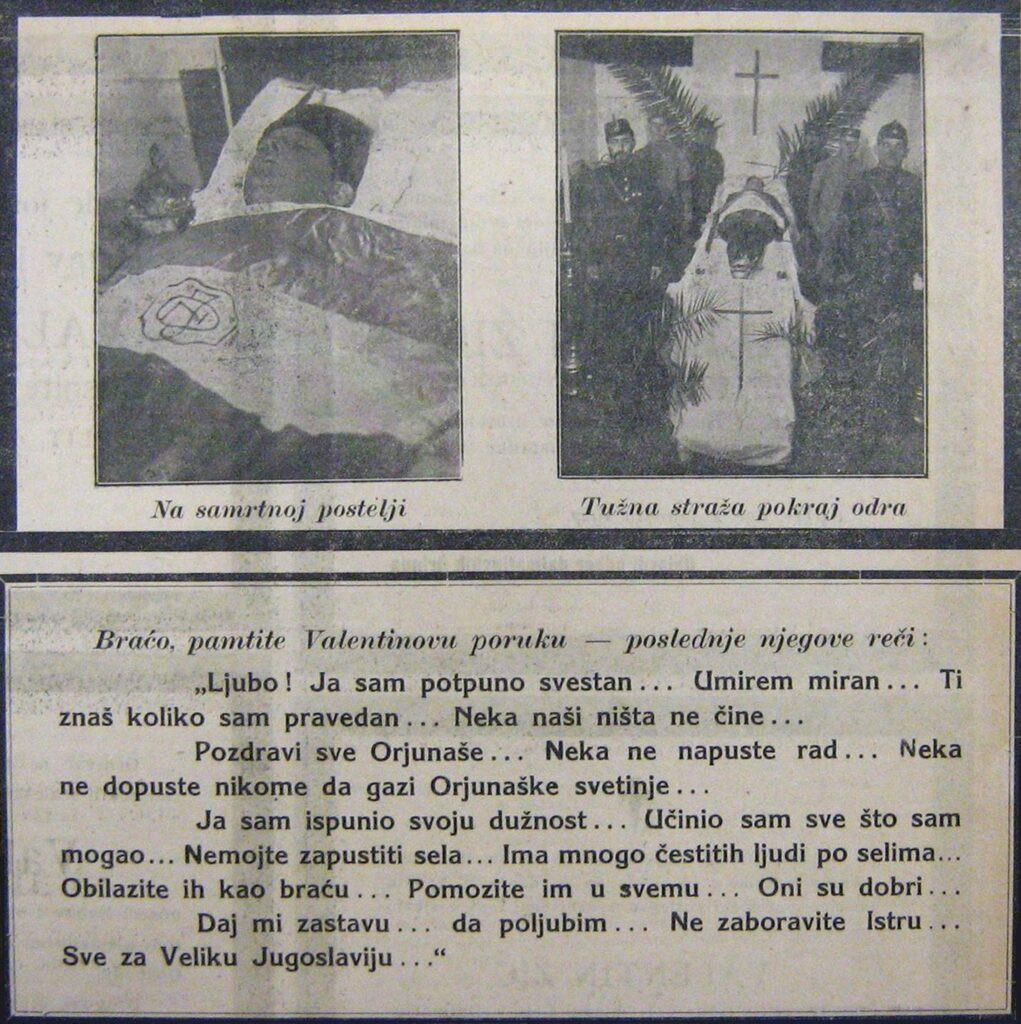 Na samrtnoj postelji
Tužna straža pokraj odra
Braćo, pamtite Valentinovu poruku — poslednje njegove reči:
„Ljubo! Ja sam potpuno svestan... Umirem miran... Ti
znaš koliko sam pravedan... Neka naši ništa ne čine...
Pozdravi sve Orjunaše... Neka ne napuste rad... Neka
ne dopuste nikome da gazi Orjunaške svetinje...
Ja sam ispunio svoju dužnost... Učinio sam sve što sam
mogao... Nemojte zapustiti sela... Ima mnogo čestitih ljudi po selima...
Obilazite ih kao braću... Pomozite im u svemu... Oni su dobri...
Daj mi zastavu... da poljubim... Ne zaboravite Istru...
Sve za Veliku Jugoslaviju...“